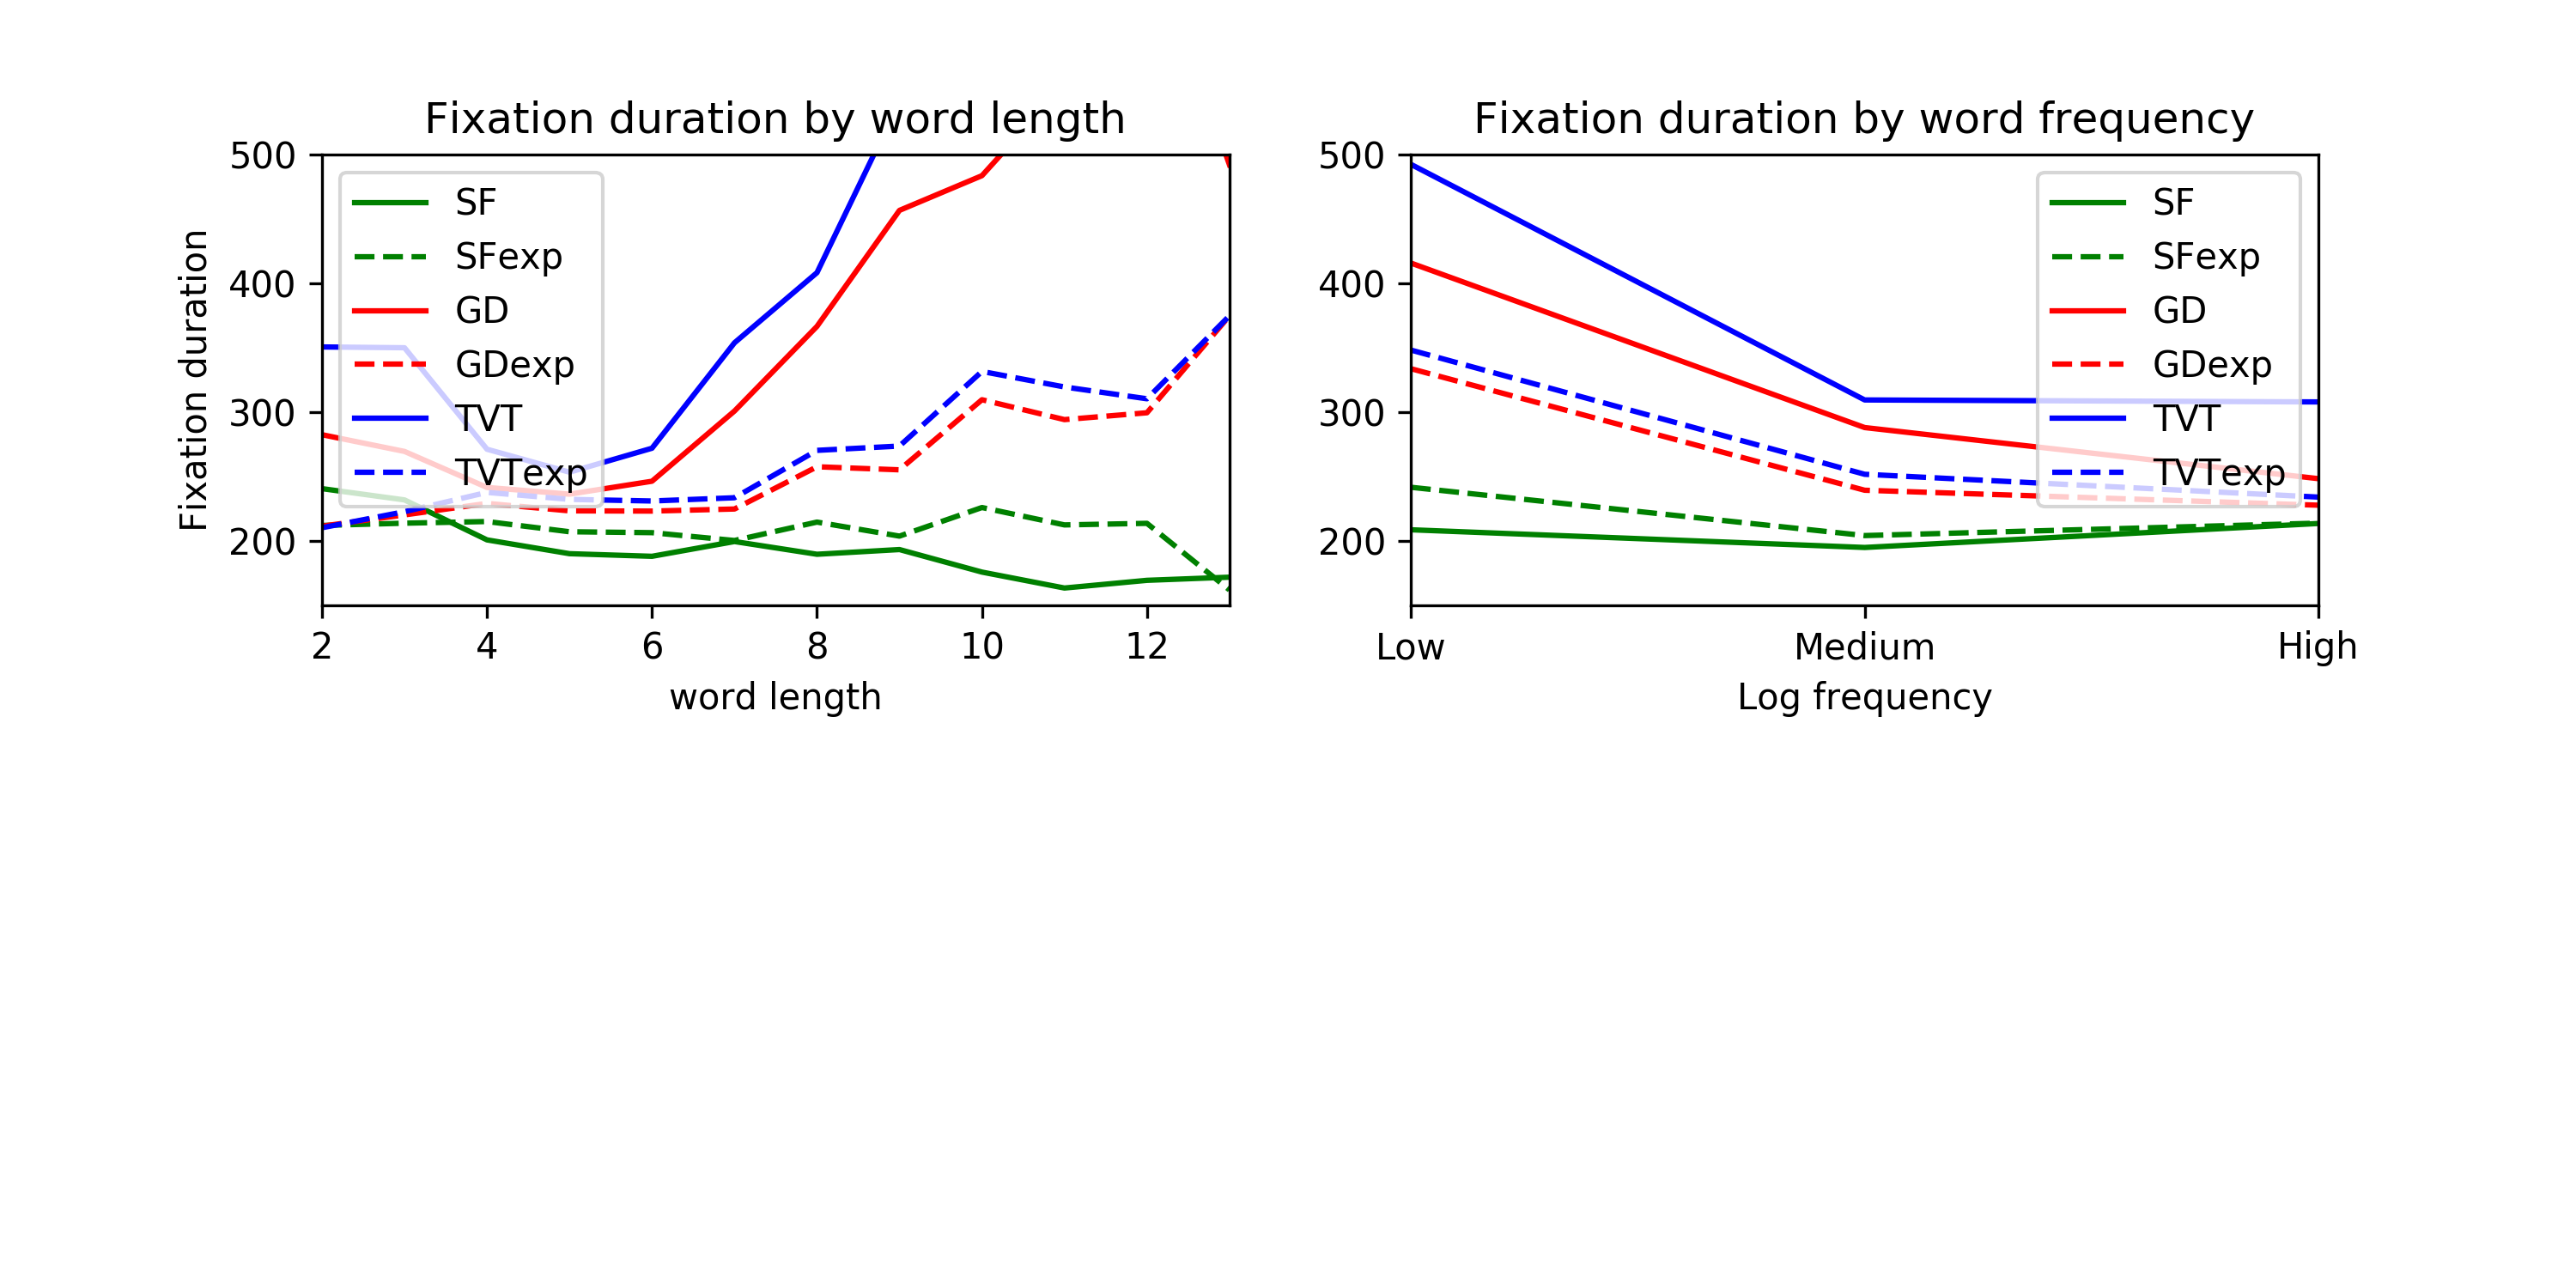 Fixation duration by word length
Fixation duration
500
400
300
200
SF
SFexp
GD
GDexp
TVT
TVTexp
2 4 6 8 10 12
word length
Fixation duration by word frequency
500
400
300
200
SF
SFexp
GD
GDexp
TVT
TVTexp
Low Medium High
Log frequency